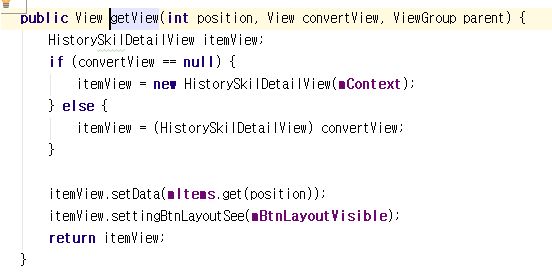 public View getView(int position, View convertView, ViewGroup parent) {
    HistorySkilDetailView itemView;
    if (convertView == null) {
        itemView = new HistorySkilDetailView(mContext);
    } else {
        itemView = (HistorySkilDetailView) convertView;
    }

    itemView.setData(mItems.get(position));
    itemView.settingBtnLayoutSee(mBtnLayoutVisible);
    return itemView;
}